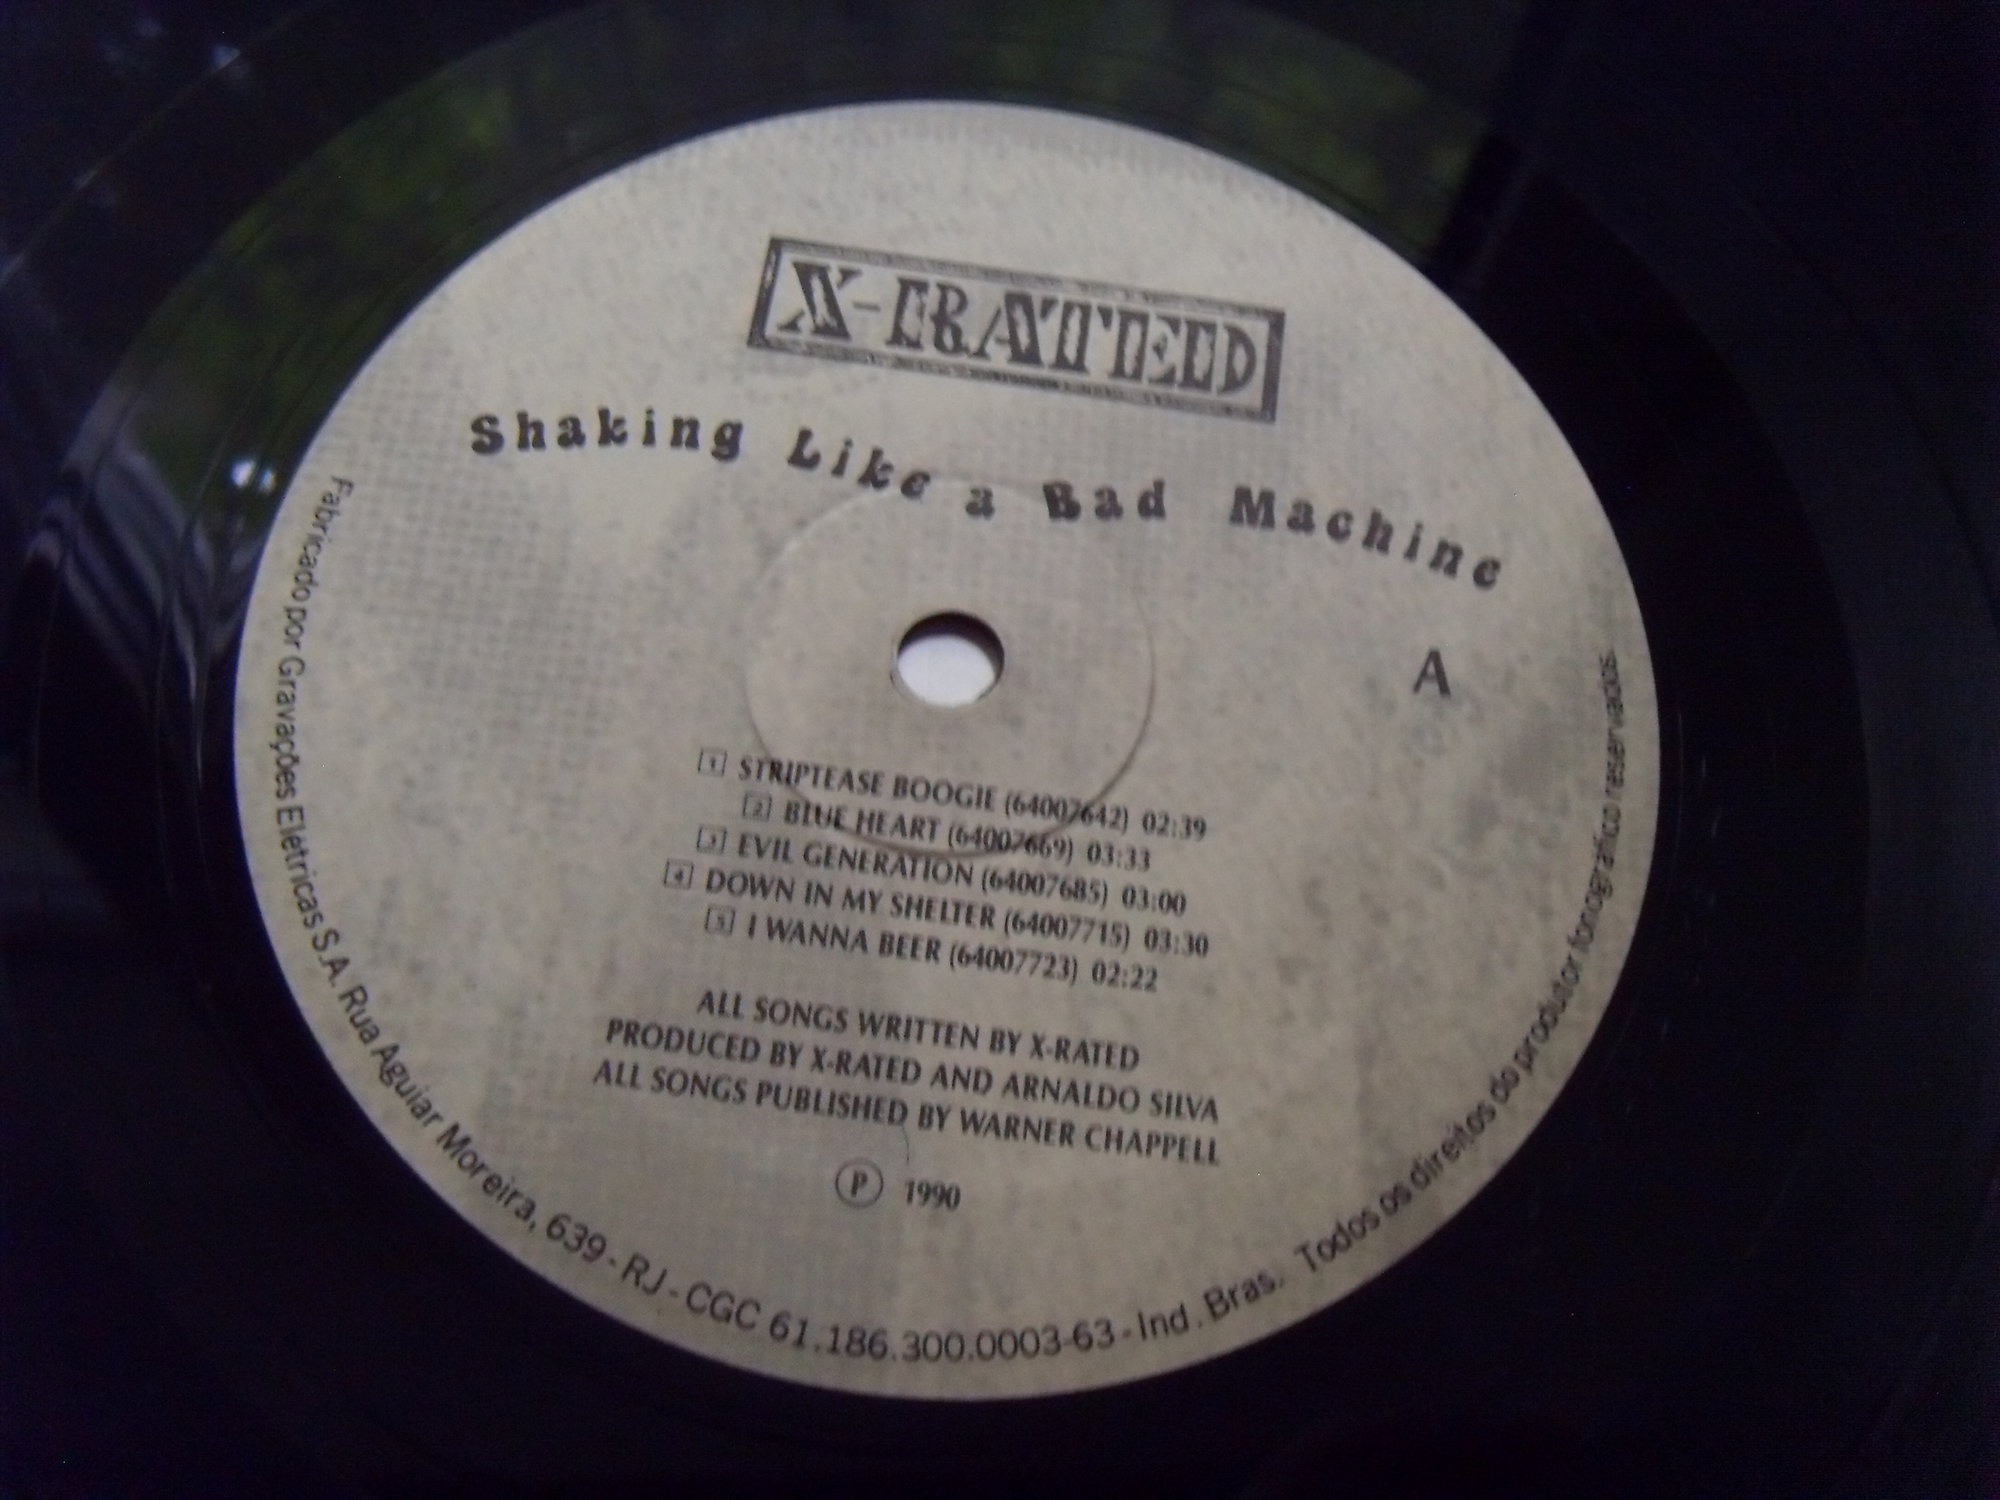 X-RATED
Shaking Like a Bad Machine
A
1 STRIPTEASE BOOGIE (64007642) 02:39
2 BLUE HEART (64007669) 03:33
3 EVIL GENERATION (64007685) 03:00
4 DOWN IN MY SHELTER (64007715) 03:30
5 I WANNA BEER (64007723) 02:22
ALL SONGS WRITTEN BY X-RATED
PRODUCED BY X-RATED AND ARNALDO SILVA
ALL SONGS PUBLISHED BY WARNER CHAPPELL
Ⓟ 1990
Fabricado por Gravações Eletricas S.A. Rua Aguiar Moreira, 639 - RJ - CGC 61.186.300.0003-63 - Ind. Bras. Todos os direitos do produtor fonografico reservados.